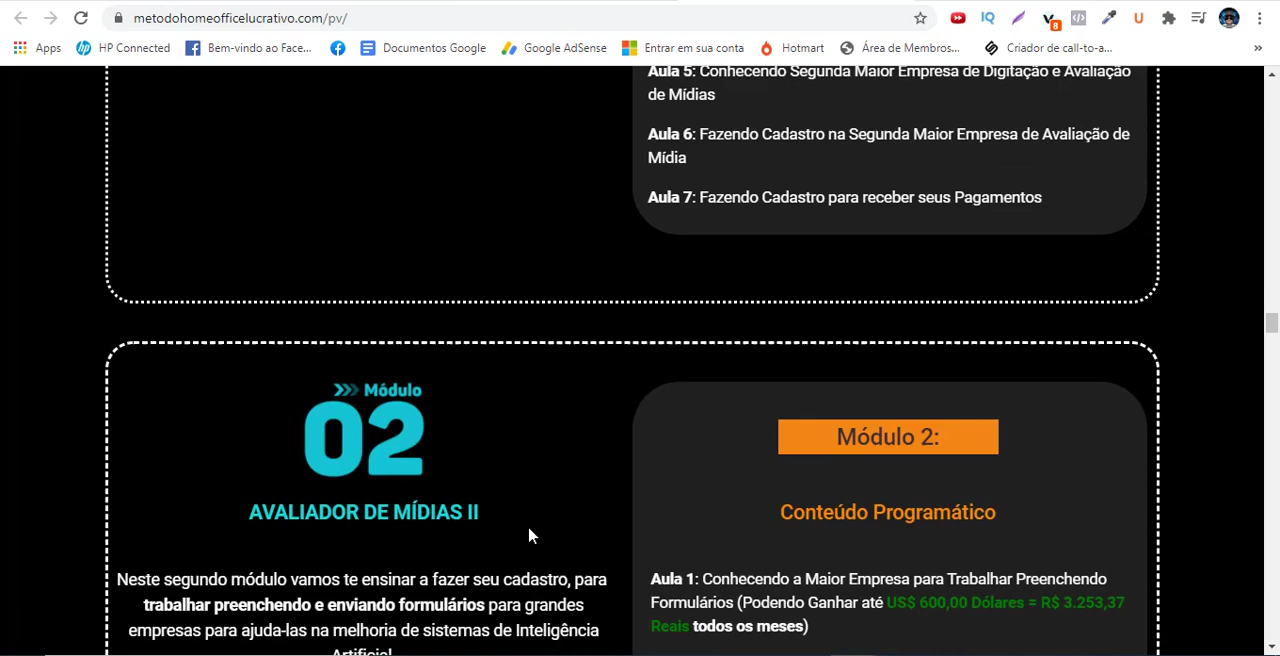 metodohomeofficelucrativo.com/pv/
IQ
8
U
Apps
HP Connected
Bem-vindo ao Face...
Documentos Google
Google AdSense
Entrar em sua conta
Hotmart
Área de Membros...
Criador de call-to-a...
»
Aula 5: Conhecendo Segunda Maior Empresa de Digitação e Avaliação
de Mídias
Aula 6: Fazendo Cadastro na Segunda Maior Empresa de Avaliação de
Mídia
Aula 7: Fazendo Cadastro para receber seus Pagamentos
Módulo
02
AVALIADOR DE MÍDIAS II
Neste segundo módulo vamos te ensinar a fazer seu cadastro, para
trabalhar preenchendo e enviando formulários para grandes
empresas para ajuda-las na melhoria de sistemas de Inteligência
Artificial
Módulo 2:
Conteúdo Programático
Aula 1: Conhecendo a Maior Empresa para Trabalhar Preenchendo
Formulários (Podendo Ganhar até US$ 600,00 Dólares = R$ 3.253,37
Reais todos os meses)